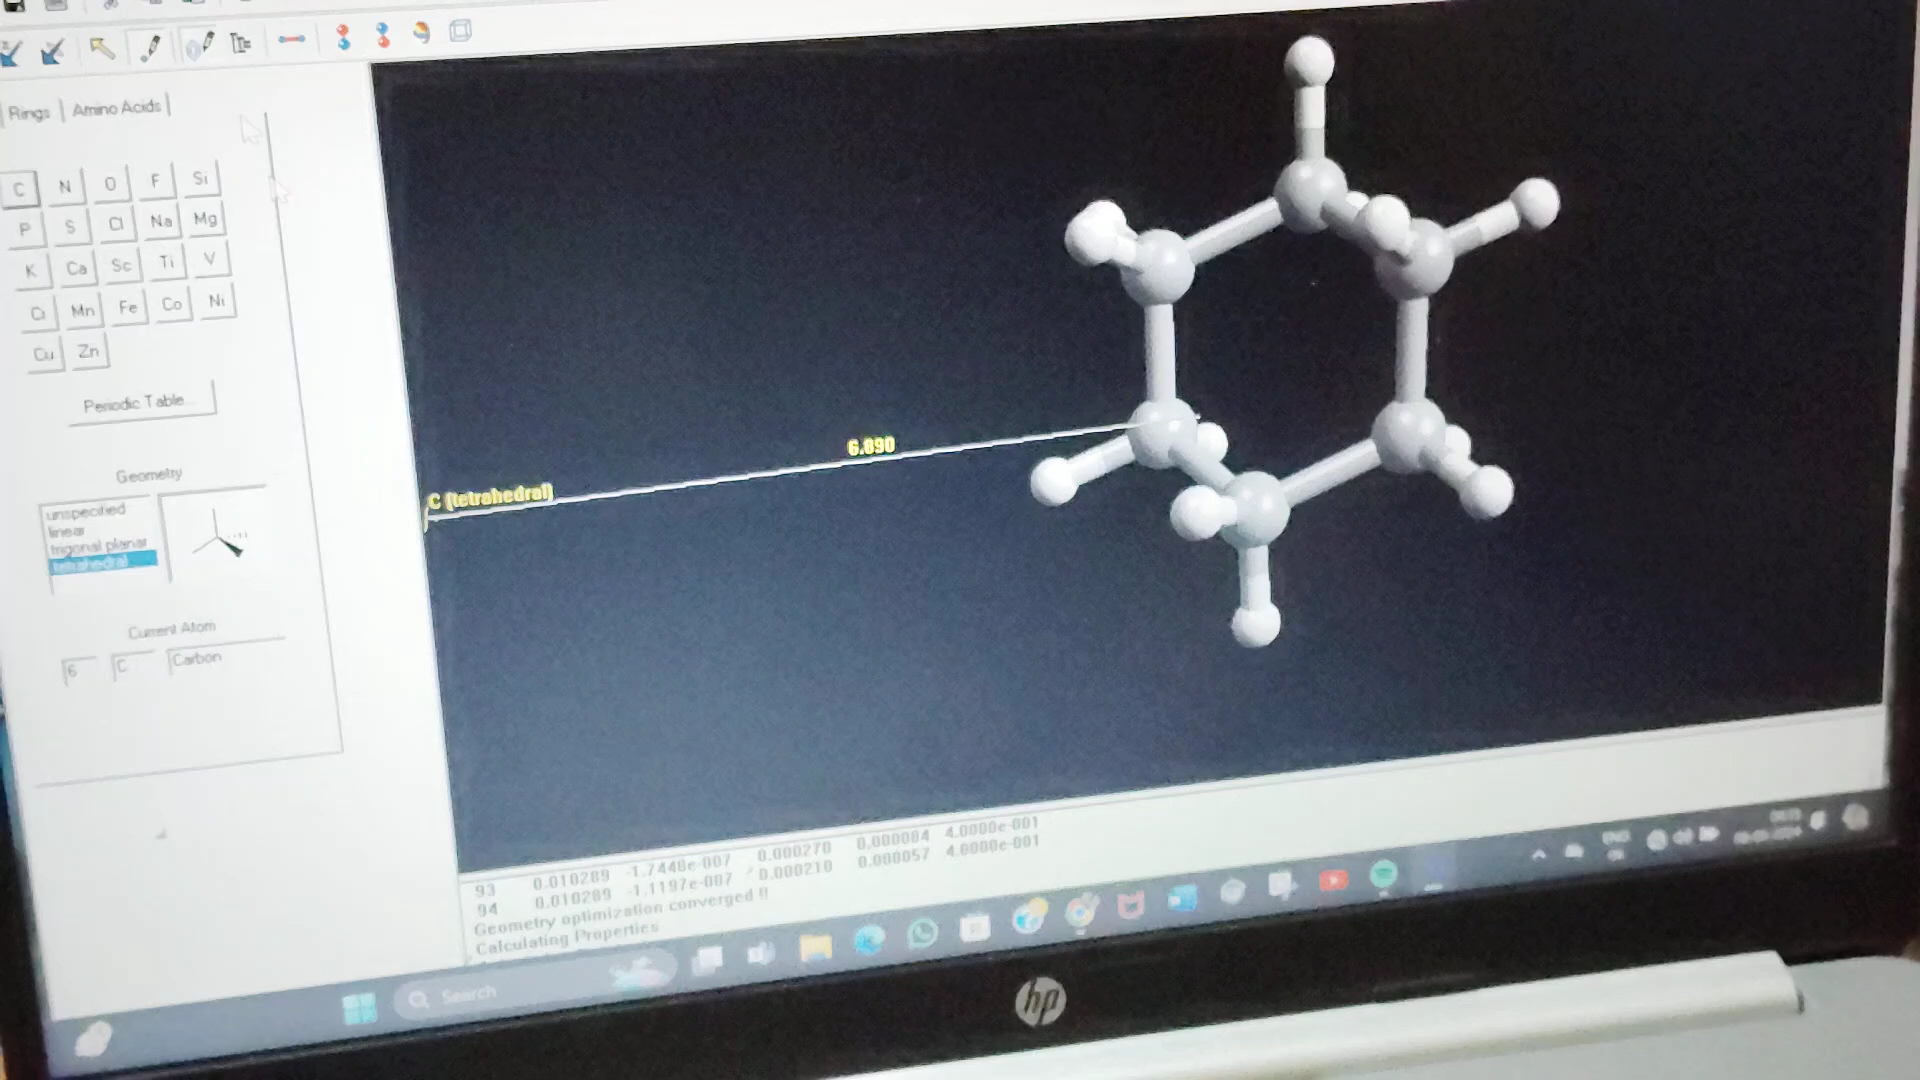 Rings
Amino Acids
C N O F Si
P S Cl Na Mg
K Ca Sc Ti V
Cr Mn Fe Co Ni
Cu Zn
Periodic Table...
Geometry
unspecified
linear
trigonal planar
tetrahedral
Current Atom
6 C Carbon
6.090
C (tetrahedral)
93 0.010289 -1.7448e-007 0.000270 0.000084 4.0000e-001
94 0.010289 -1.1197e-007 0.000210 0.000057 4.0000e-001
Geometry optimization converged !!
Calculating Properties
Search
ENG
hp